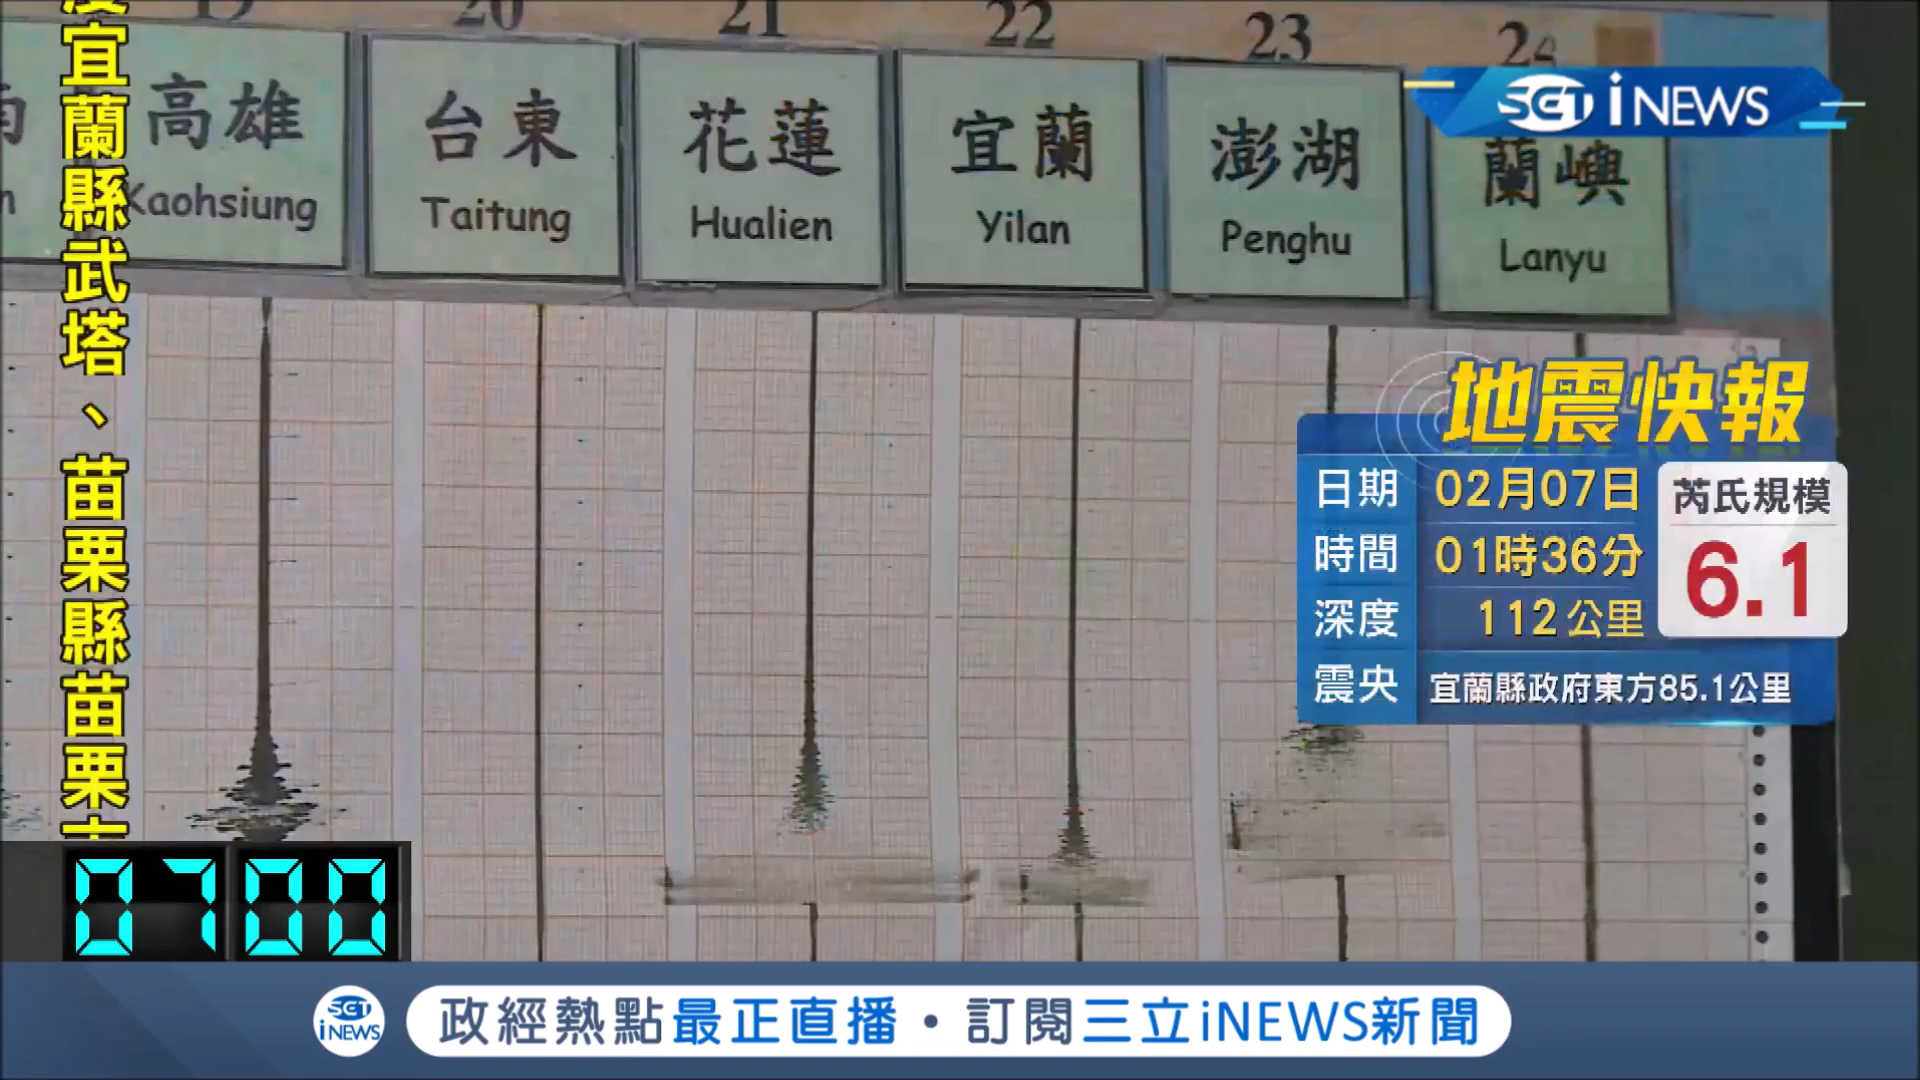 20
21
22
23
24
高雄
Kaohsiung
台東
Taitung
花蓮
Hualien
宜蘭
Yilan
澎湖
Penghu
蘭嶼
Lanyu
SET iNEWS
宜蘭縣武塔、苗栗縣苗栗
地震快報
日期 02月07日
時間 01時36分
深度 112公里
震央 宜蘭縣政府東方85.1公里
芮氏規模
6.1
0700
SET iNEWS
政經熱點最正直播・訂閱三立iNEWS新聞